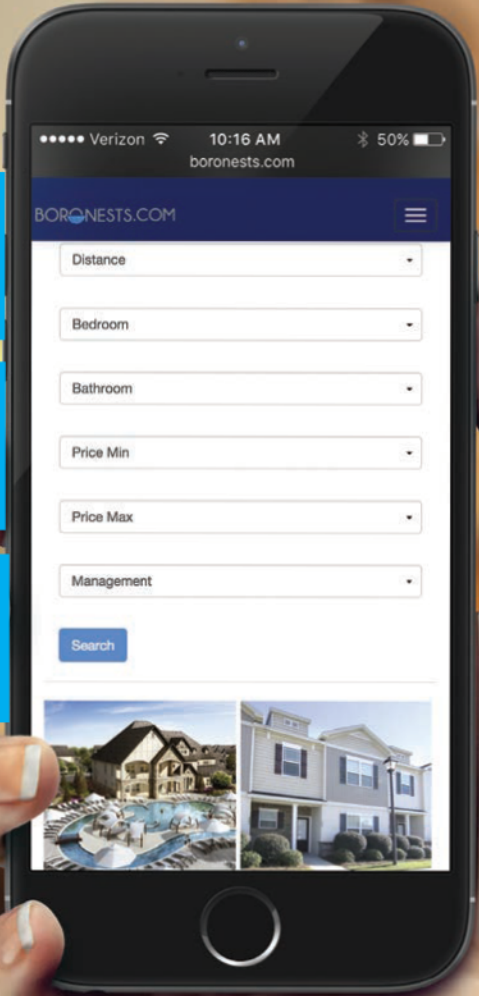 Verizon 10:16 AM 50%
boronests.com
BORONESTS.COM
Distance
Bedroom
Bathroom
Price Min
Price Max
Management
Search